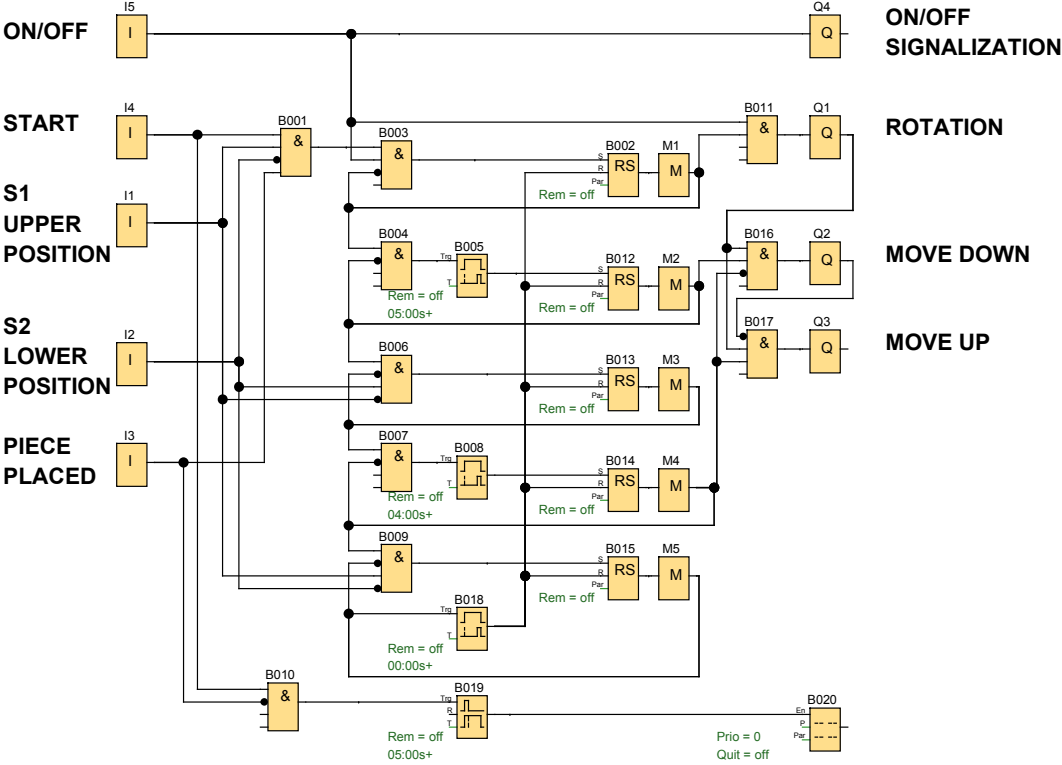 I5
Q4
ON/OFF
I
Q
ON/OFF
SIGNALIZATION
I4
B001
B011
Q1
START
I
&
B003
&
&
Q
ROTATION
B002
M1
S
R
Par
RS
M
Rem = off
S1
UPPER
POSITION
I1
I
B004
&
B005
Trg
T
Rem = off
05:00s+
B012
M2
S
R
Par
RS
M
Rem = off
B016
&
Q2
Q
MOVE DOWN
S2
LOWER
POSITION
I2
I
B017
&
Q3
Q
MOVE UP
B006
&
B013
M3
S
R
Par
RS
M
Rem = off
PIECE
PLACED
I3
I
B007
&
B008
Trg
T
Rem = off
04:00s+
B014
M4
S
R
Par
RS
M
Rem = off
B009
&
B015
M5
S
R
Par
RS
M
Rem = off
B018
Trg
T
Rem = off
00:00s+
B010
&
B019
Trg
R
T
Rem = off
05:00s+
B020
En
P
Par
Prio = 0
Quit = off